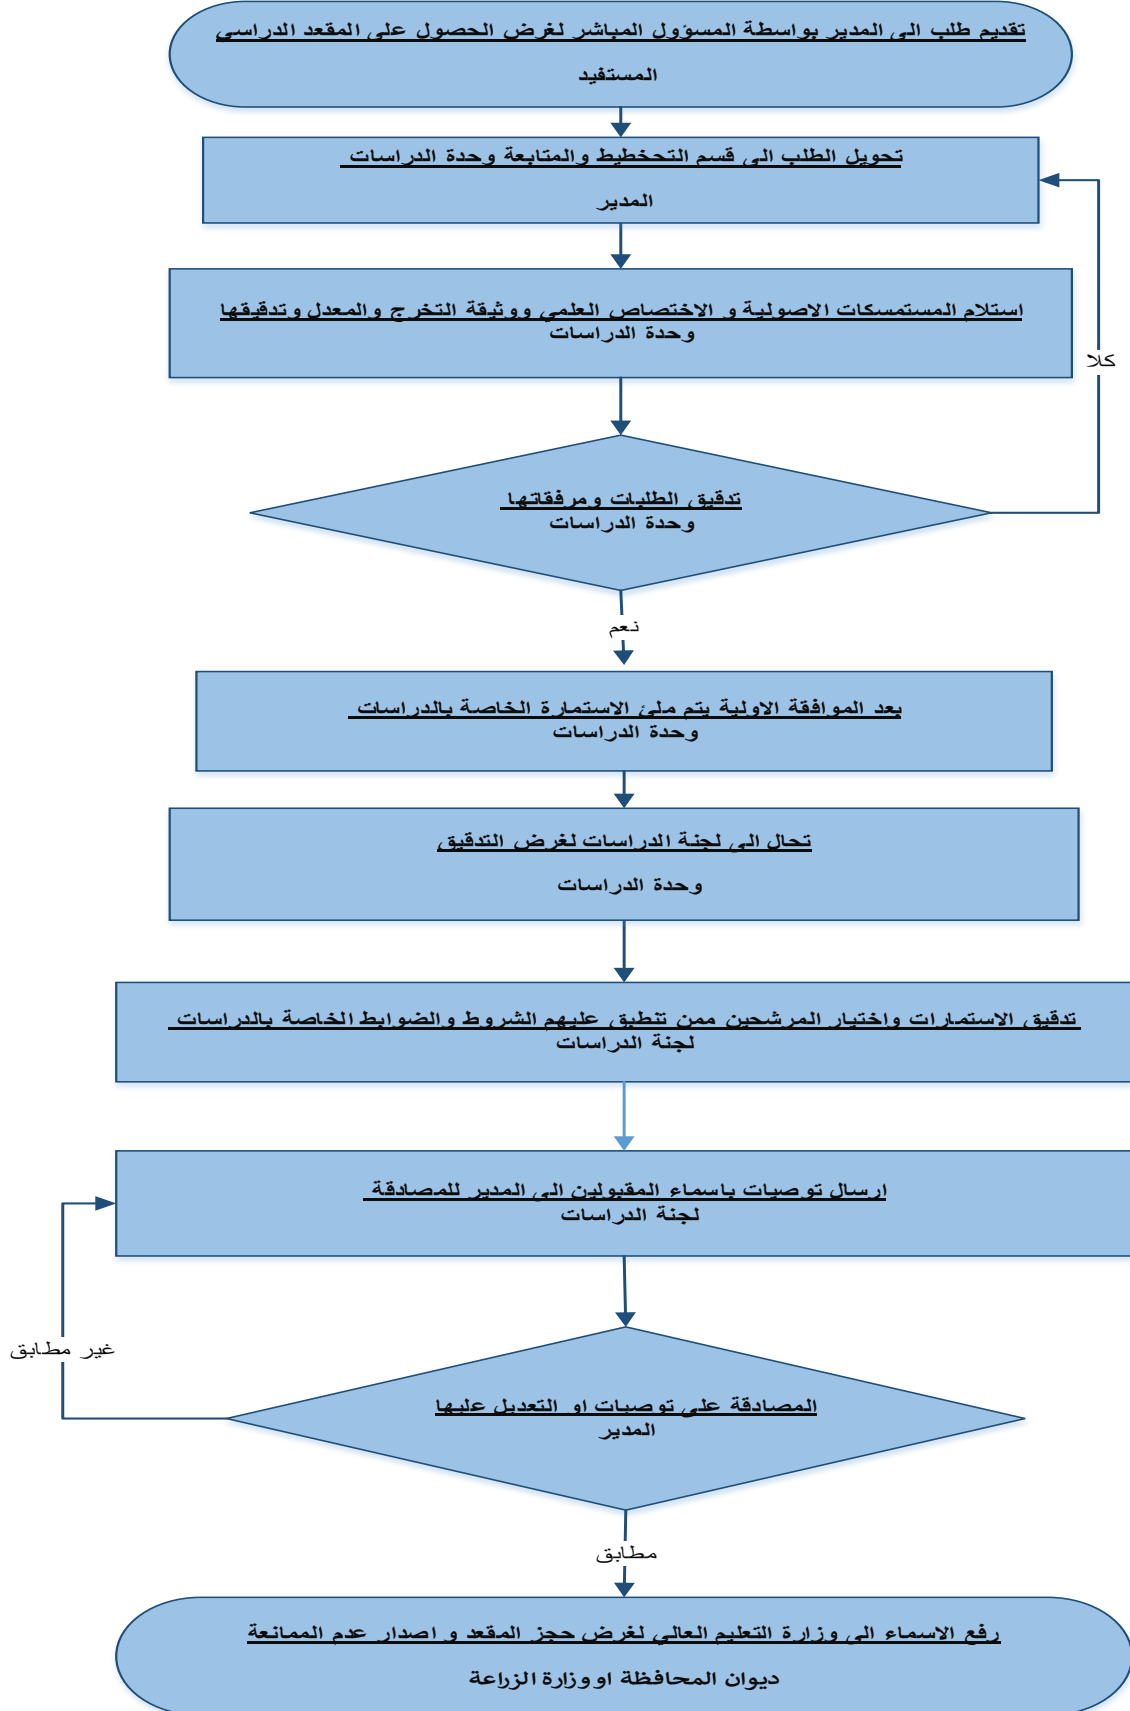 تقديم طلب الى المدير بواسطة المسؤول المباشر لغرض الحصول على المقعد الدراسي
المستفيد
تحويل الطلب الى قسم التحخطيط والمتابعة وحدة الدراسات
المدير
استلام المستمسكات الاصولية و الاختصاص العلمي ووثيقة التخرج والمعدل وتدقيقها
وحدة الدراسات
كلا
تدقيق الطلبات ومرفقاتها
وحدة الدراسات
نعم
بعد الموافقة الاولية يتم ملئ الاستمارة الخاصة بالدراسات
وحدة الدراسات
تحال الى لجنة الدراسات لغرض التدقيق
وحدة الدراسات
تدقيق الاستمارات واختيار المرشحين ممن تنطبق عليهم الشروط والضوابط الخاصة بالدراسات
لجنة الدراسات
ارسال توصيات باسماء المقبولين الى المدير للمصادقة
لجنة الدراسات
غير مطابق
المصادقة على توصيات او التعديل عليها
المدير
مطابق
رفع الاسماء الى وزارة التعليم العالي لغرض حجز المقعد و اصدار عدم الممانعة
ديوان المحافظة او وزارة الزراعة